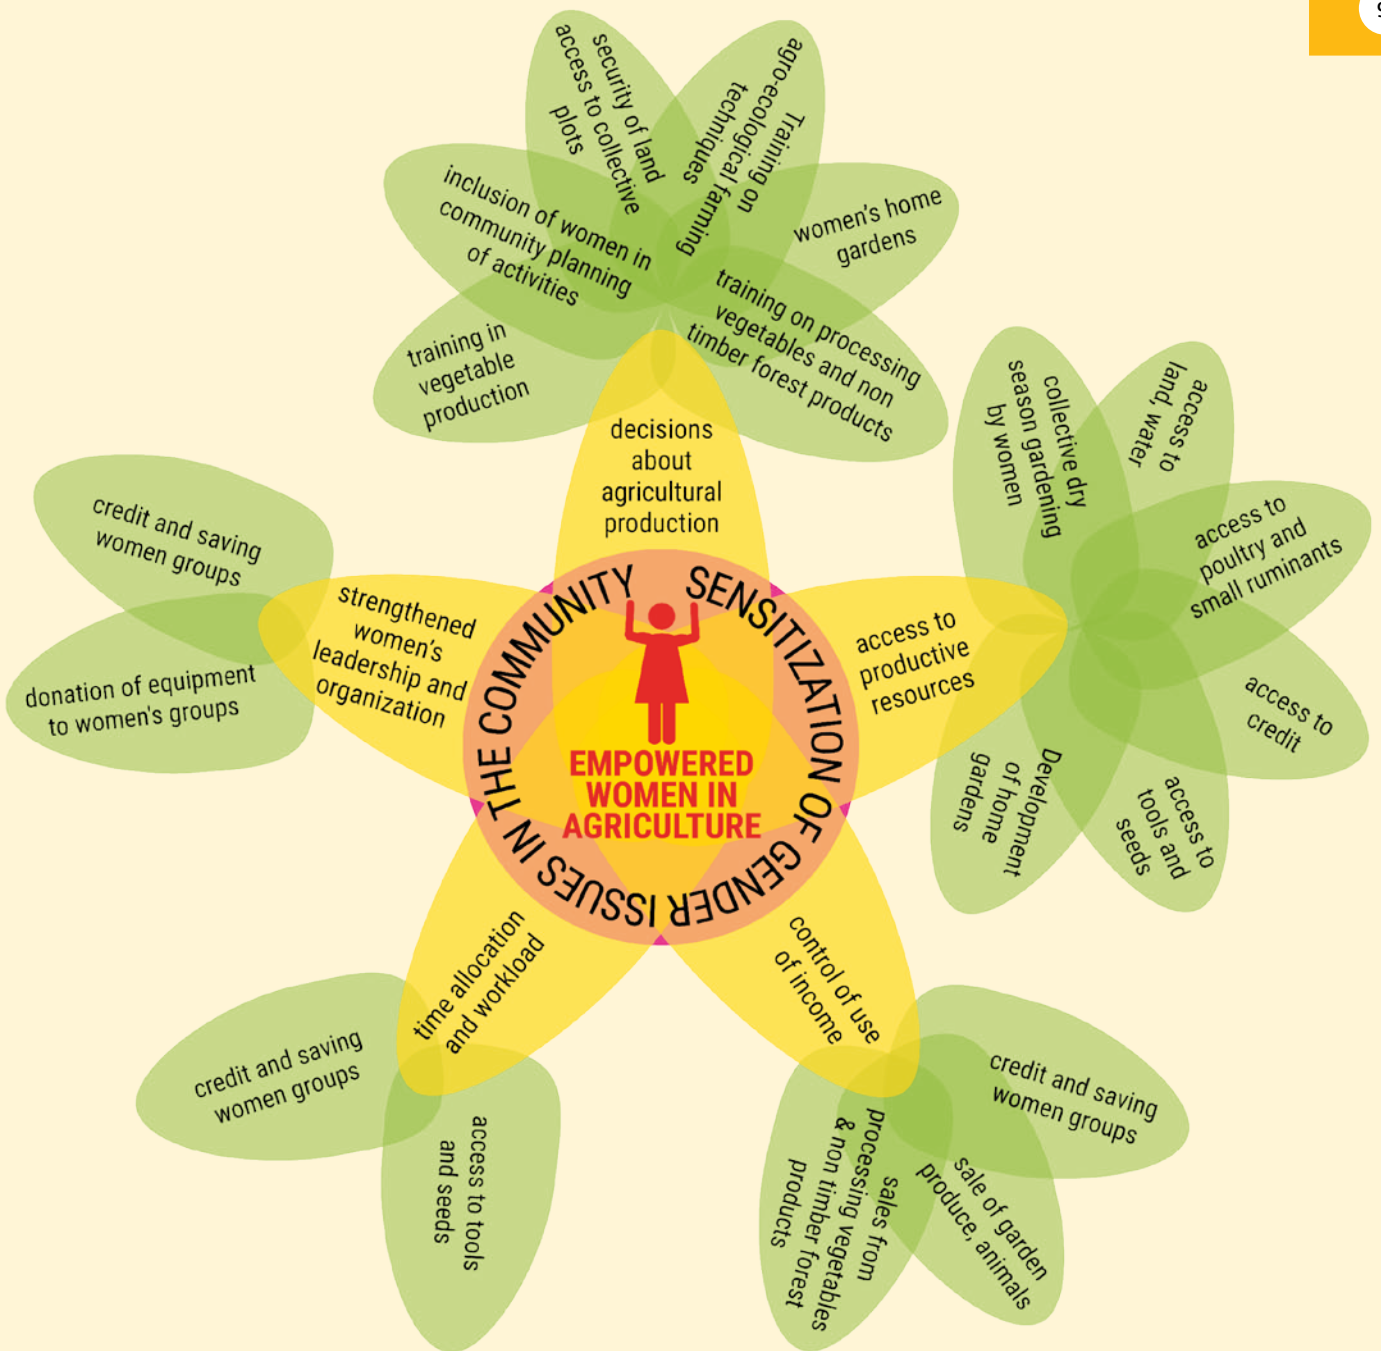 security of land
access to collective
plots
Training on
agro-ecological farming
techniques
inclusion of women in
community planning
of activities
women's home
gardens
training in
vegetable
production
training on processing
vegetables and non
timber forest products
decisions
about
agricultural
production
collective dry
season gardening
by women
access to
land, water
access to
poultry and
small ruminants
access to
credit
access to
tools and
seeds
Development
of home
gardens
access to
productive
resources
credit and saving
women groups
donation of equipment
to women's groups
strengthened
women's
leadership and
organization
SENSITIZATION OF GENDER ISSUES IN THE COMMUNITY
EMPOWERED
WOMEN IN
AGRICULTURE
time allocation
and workload
control of use
of income
credit and saving
women groups
access to tools
and seeds
credit and saving
women groups
sale of garden
produce, animals
sales from
processing vegetables
& non timber forest
products